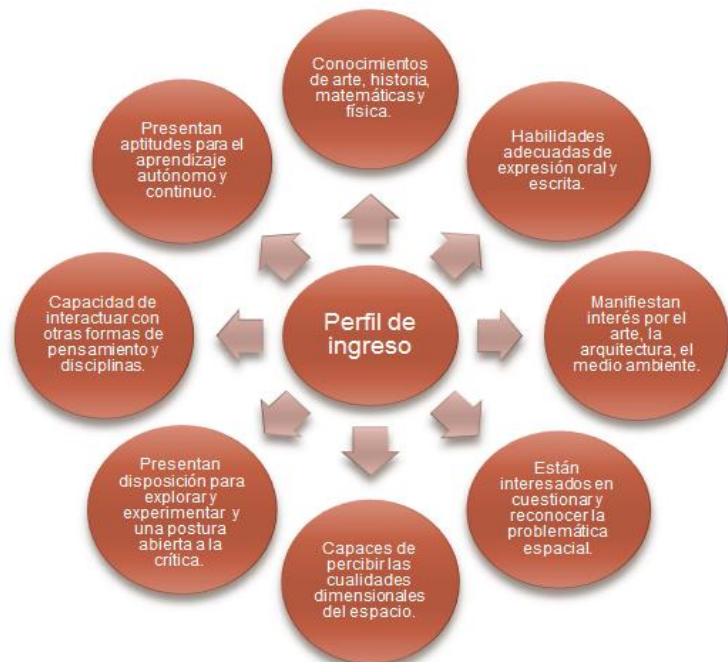 Perfil de
ingreso
Conocimientos
de arte, historia,
matemáticas y
física.
Habilidades
adecuadas de
expresión oral y
escrita.
Manifiestan
interés por el
arte, la
arquitectura, el
medio ambiente.
Están
interesados en
cuestionar y
reconocer la
problemática
espacial.
Capaces de
percibir las
cualidades
dimensionales
del espacio.
Presentan
disposición para
explorar y
experimentar y
una postura
abierta a la
crítica.
Capacidad de
interactuar con
otras formas de
pensamiento y
disciplinas.
Presentan
aptitudes para el
aprendizaje
autónomo y
continuo.